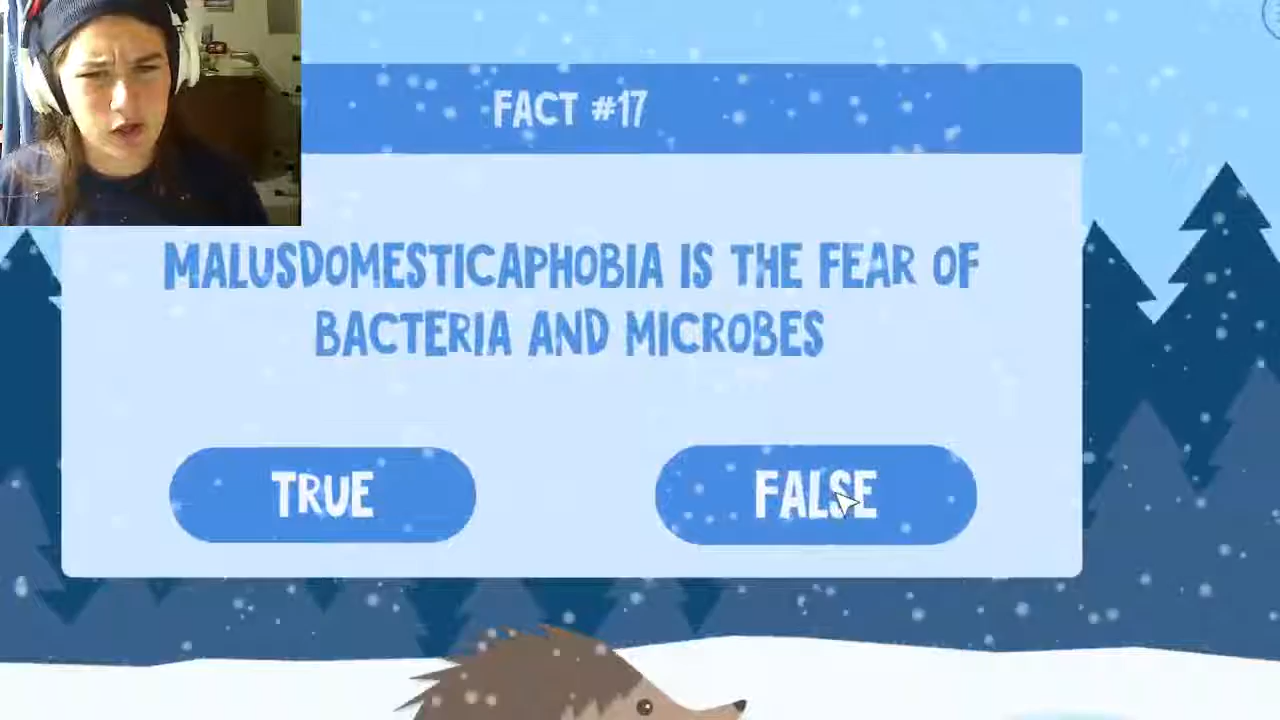 FACT #17
MALUSDOMESTICAPHOBIA IS THE FEAR OF
BACTERIA AND MICROBES
TRUE
FALSE